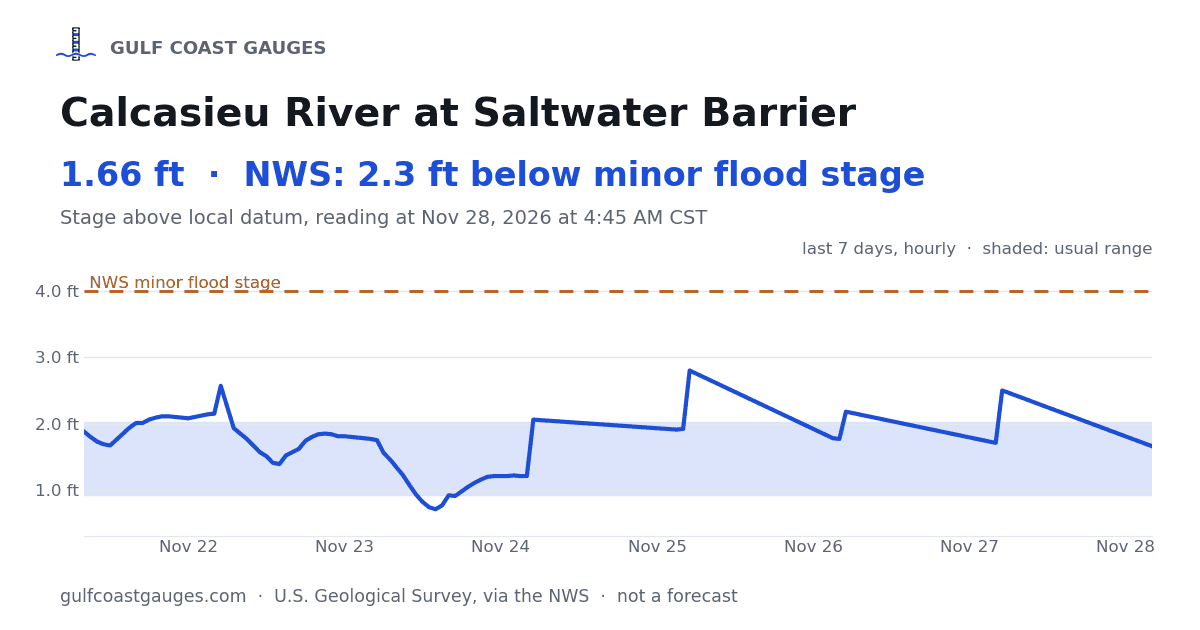 GULF COAST GAUGES
Calcasieu River at Saltwater Barrier
1.66 ft · NWS: 2.3 ft below minor flood stage
Stage above local datum, reading at Nov 28, 2026 at 4:45 AM CST
last 7 days, hourly · shaded: usual range
NWS minor flood stage
4.0 ft
3.0 ft
2.0 ft
1.0 ft
Nov 22 Nov 23 Nov 24 Nov 25 Nov 26 Nov 27 Nov 28
gulfcoastgauges.com · U.S. Geological Survey, via the NWS · not a forecast